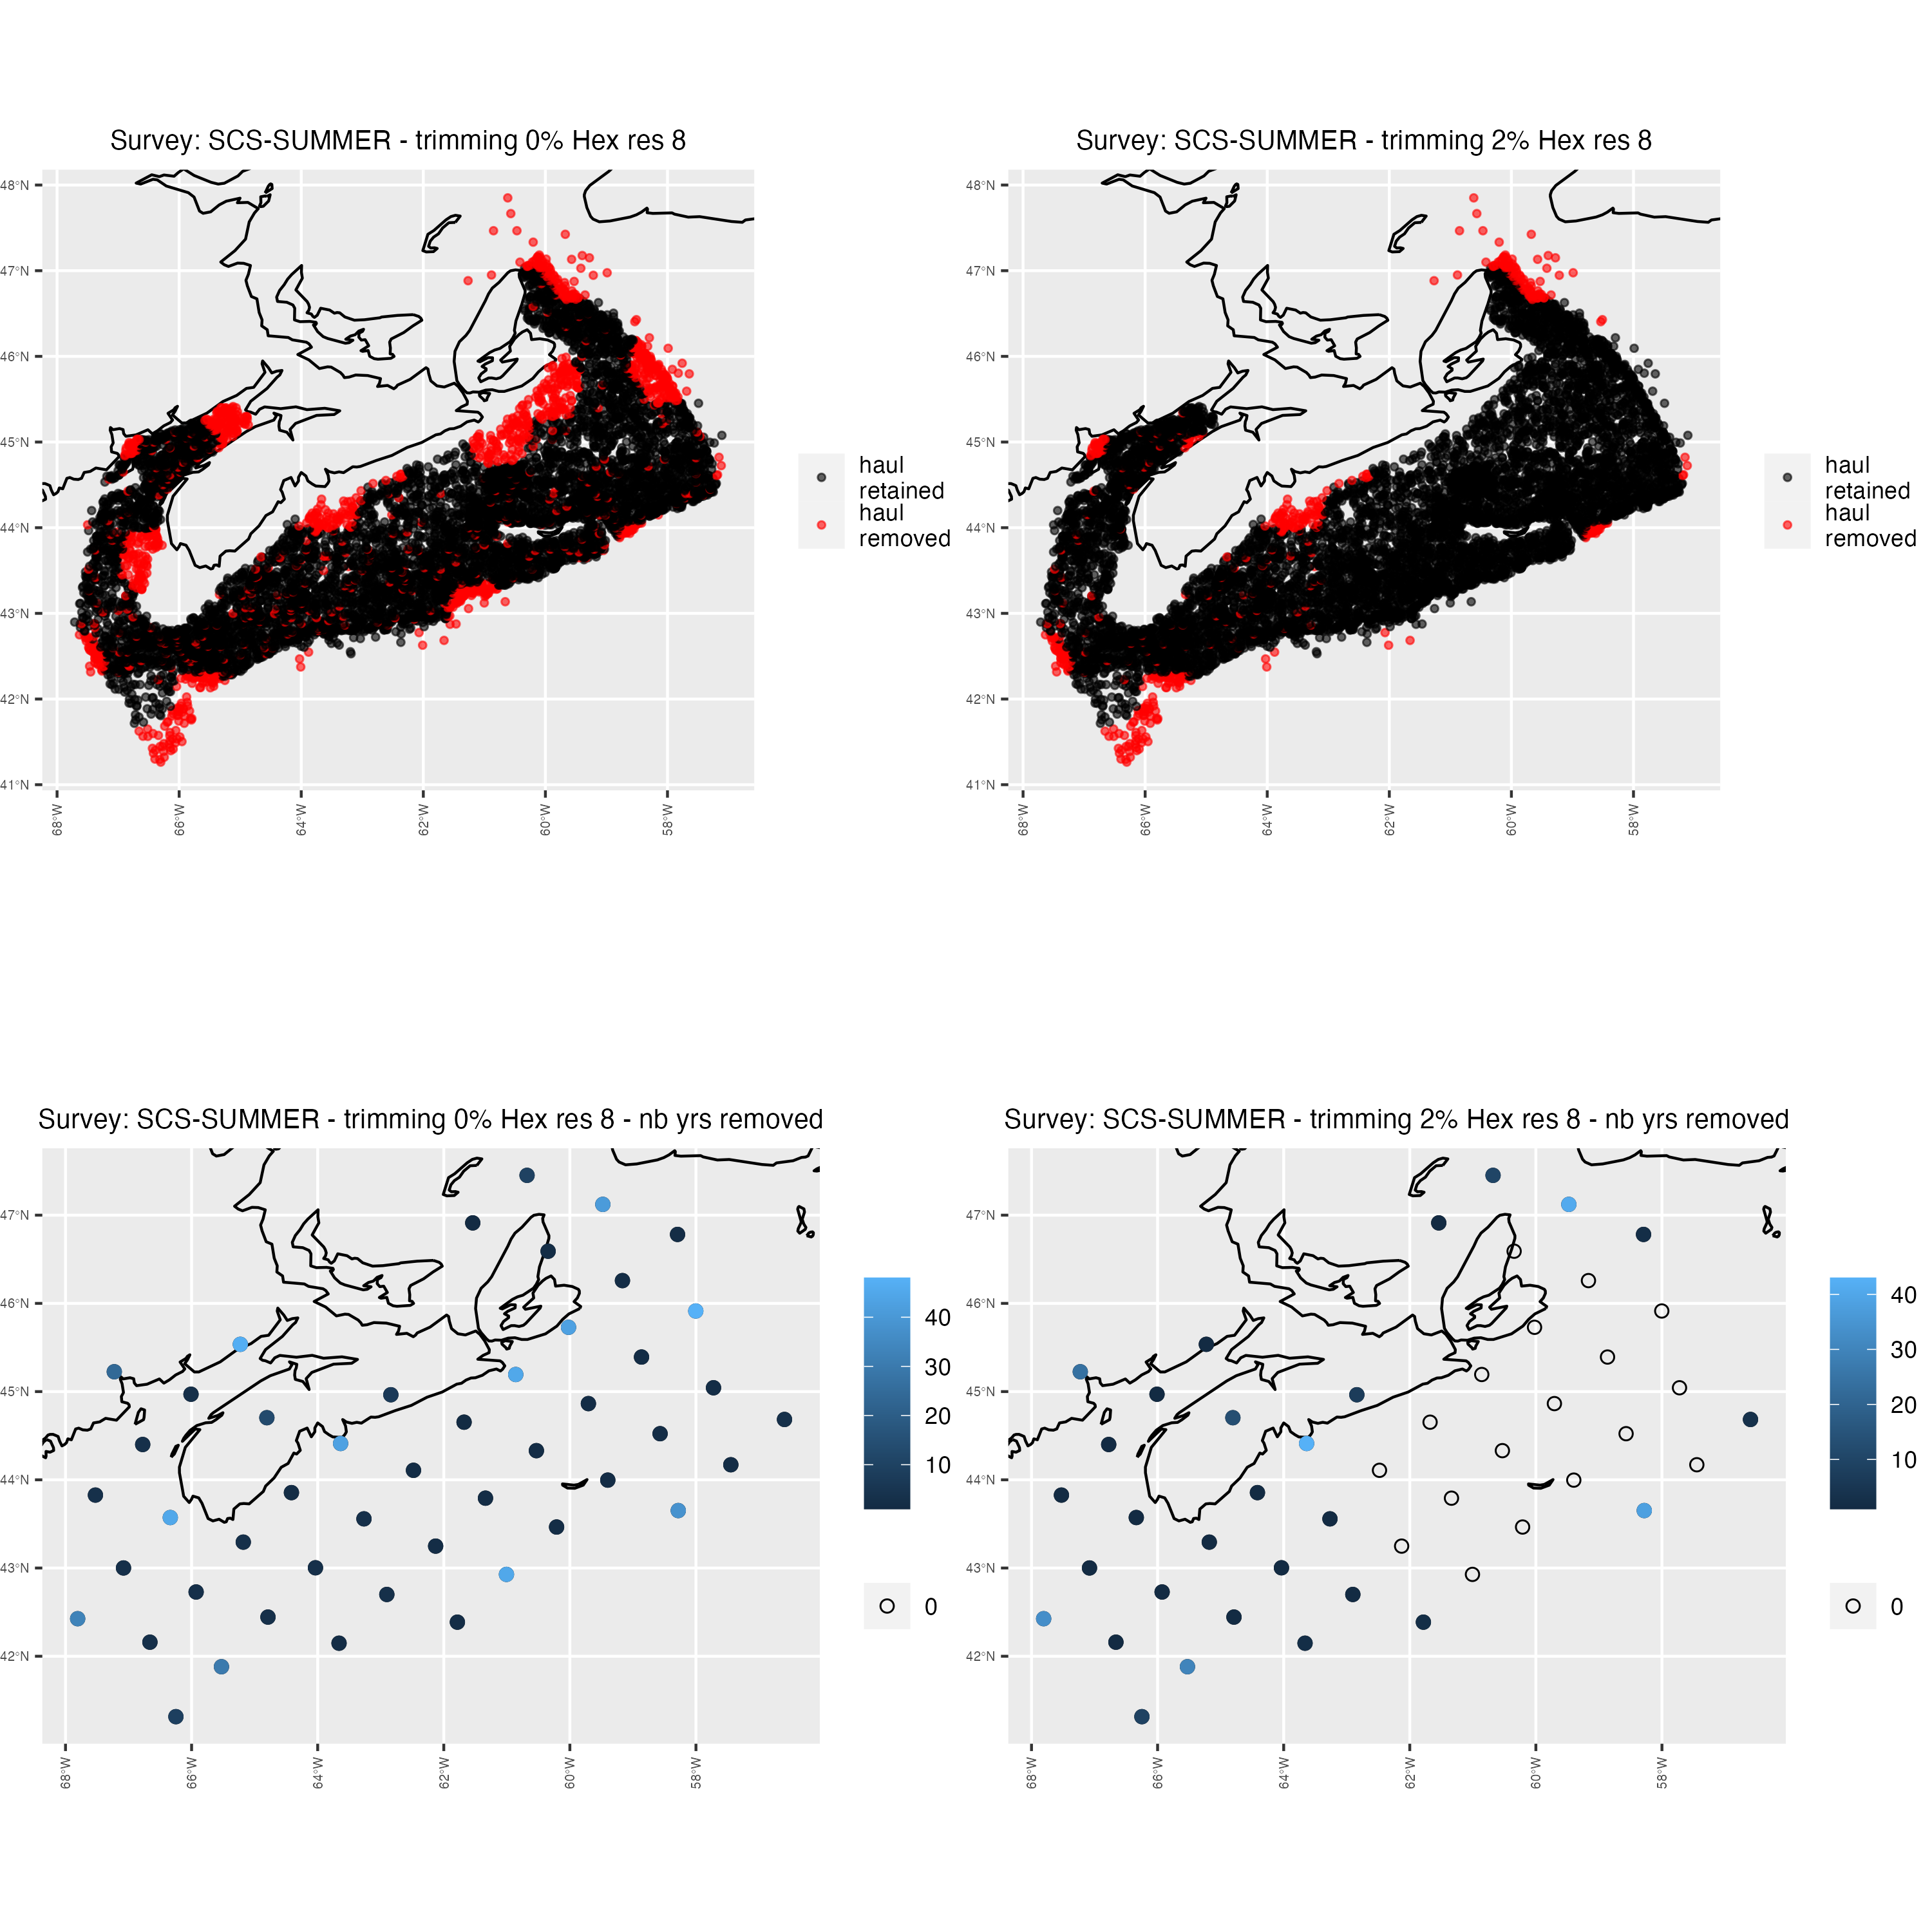 Survey: SCS-SUMMER - trimming 0% Hex res 8
48°N
47°N
46°N
45°N
44°N
43°N
42°N
41°N
68°W
66°W
64°W
62°W
60°W
58°W
haul
retained
haul
removed
Survey: SCS-SUMMER - trimming 2% Hex res 8
48°N
47°N
46°N
45°N
44°N
43°N
42°N
41°N
68°W
66°W
64°W
62°W
60°W
58°W
haul
retained
haul
removed
Survey: SCS-SUMMER - trimming 0% Hex res 8 - nb yrs removed
47°N
46°N
45°N
44°N
43°N
42°N
68°W
66°W
64°W
62°W
60°W
58°W
40
30
20
10
0
Survey: SCS-SUMMER - trimming 2% Hex res 8 - nb yrs removed
47°N
46°N
45°N
44°N
43°N
42°N
68°W
66°W
64°W
62°W
60°W
58°W
40
30
20
10
0